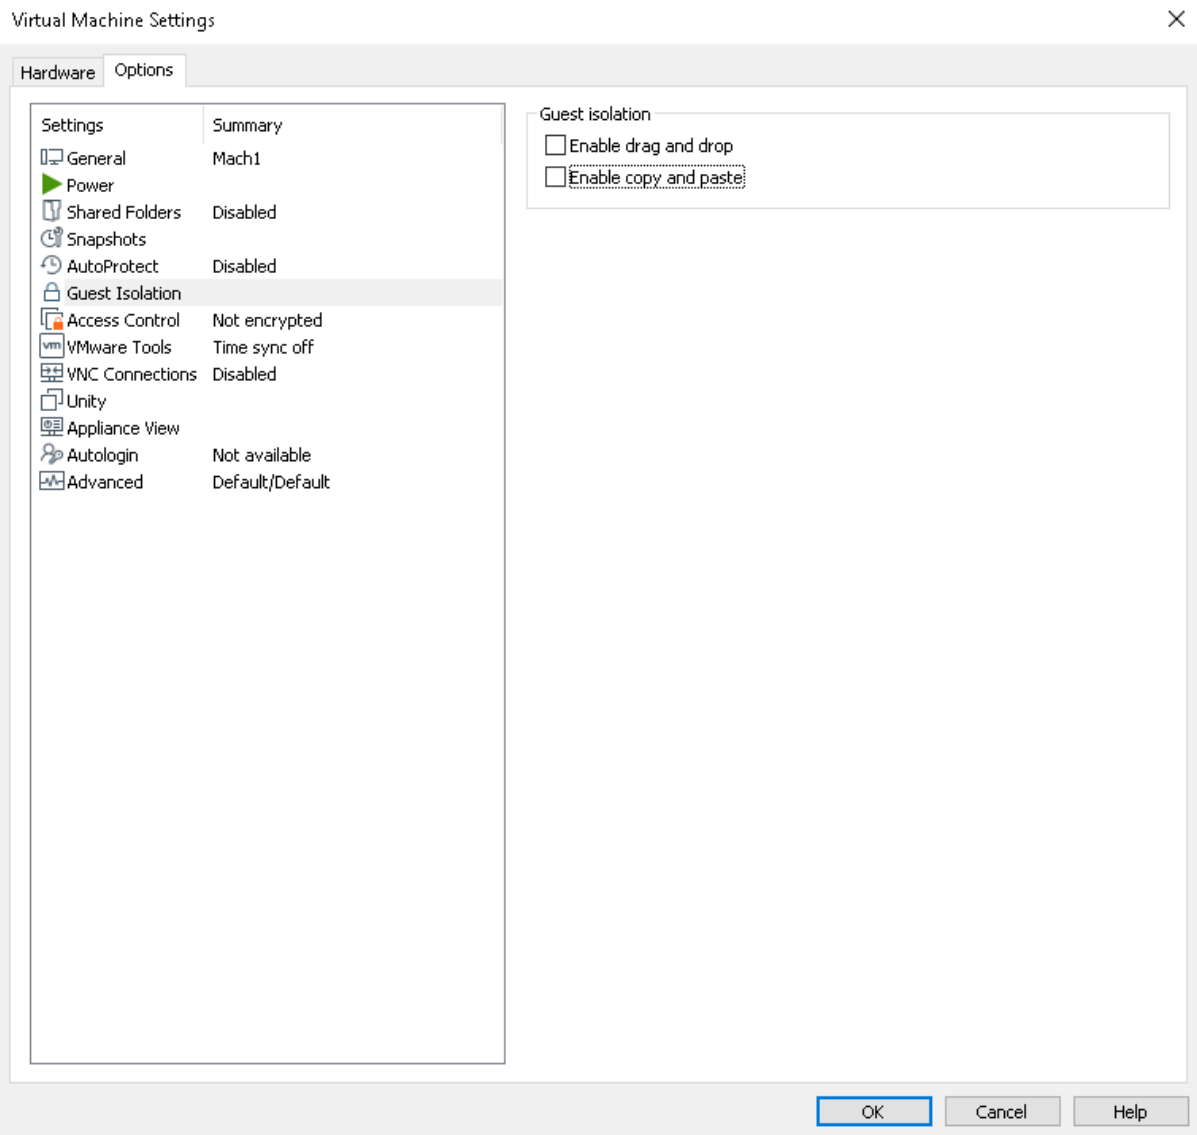 Virtual Machine Settings
Hardware Options
Settings Summary
General Mach1
Power
Shared Folders Disabled
Snapshots
AutoProtect Disabled
Guest Isolation
Access Control Not encrypted
vm VMware Tools Time sync off
VNC Connections Disabled
Unity
Appliance View
Autologin Not available
Advanced Default/Default
Guest isolation
Enable drag and drop
Enable copy and paste
OK Cancel Help